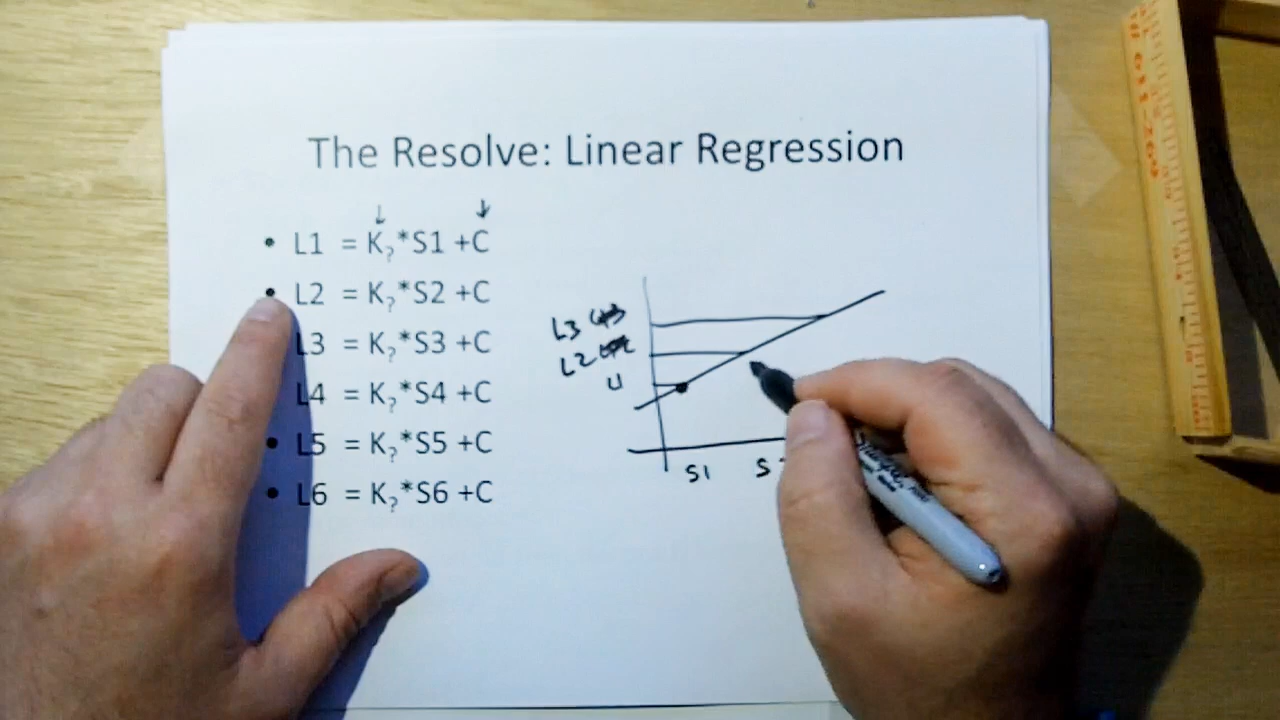 The Resolve: Linear Regression
• L1 = K?*S1 +C
• L2 = K?*S2 +C
L3 = K?*S3 +C
L4 = K?*S4 +C
• L5 = K?*S5 +C
• L6 = K?*S6 +C
L3
L2
S1 S